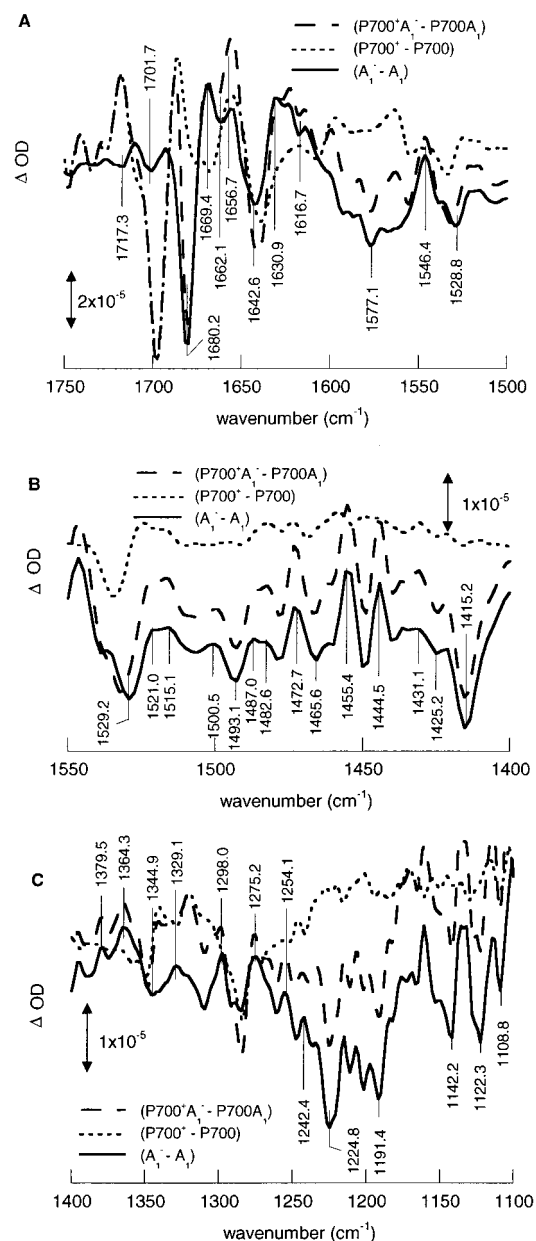 A
(P700⁺A₁⁻ - P700A₁)
(P700⁺ - P700)
(A₁⁻ - A₁)
1701.7
1669.4
1656.7
1717.3
1662.1
1642.6
1630.9
1616.7
1577.1
1546.4
1528.8
1680.2
Δ OD
2x10⁻⁵
1750 1700 1650 1600 1550 1500
wavenumber (cm⁻¹)
B
(P700⁺A₁⁻ - P700A₁)
(P700⁺ - P700)
(A₁⁻ - A₁)
1x10⁻⁵
Δ OD
1415.2
1529.2
1521.0
1515.1
1500.5
1493.1
1487.0
1482.6
1472.7
1465.6
1455.4
1444.5
1431.1
1425.2
1550 1500 1450 1400
wavenumber (cm⁻¹)
C
1379.5
1364.3
1344.9
1329.1
1298.0
1275.2
1254.1
Δ OD
1x10⁻⁵
1242.4
1224.8
1191.4
1142.2
1122.3
1108.8
(P700⁺A₁⁻ - P700A₁)
(P700⁺ - P700)
(A₁⁻ - A₁)
1400 1350 1300 1250 1200 1150 1100
wavenumber (cm⁻¹)